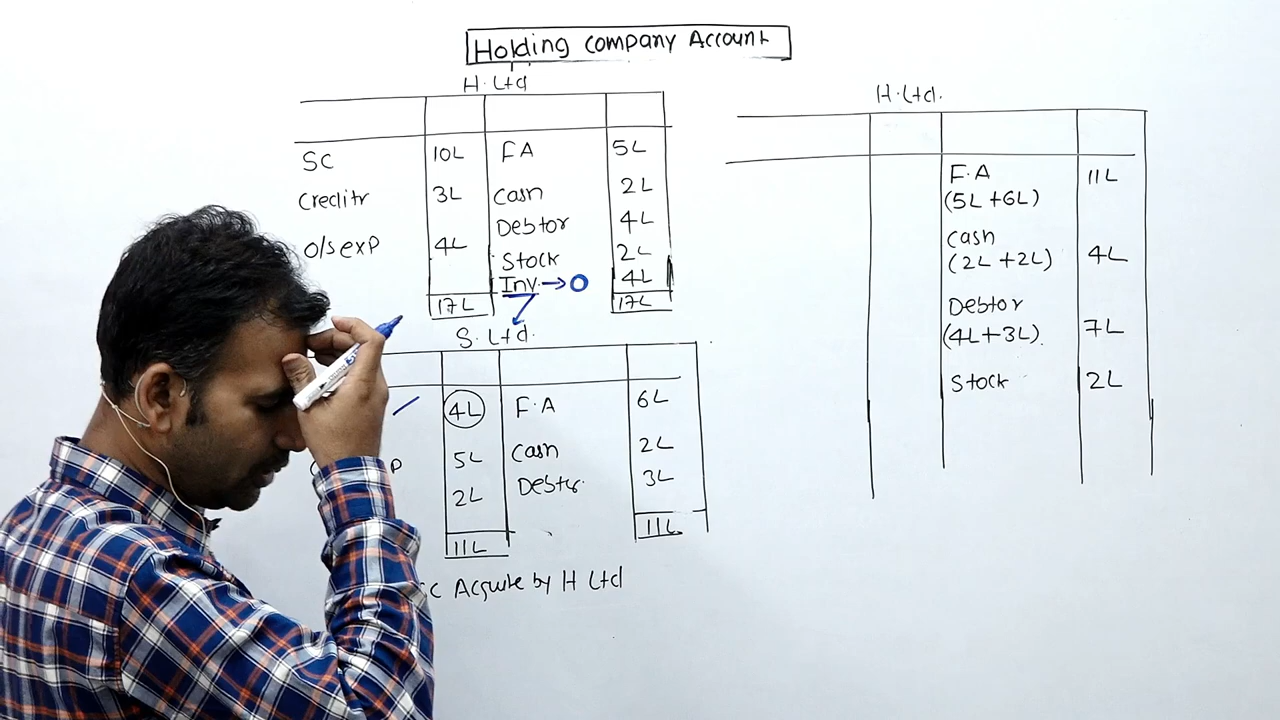 Holding Company Account
H. Ltd
SC 10L FA 5L
Creditr 3L Cash 2L
Debtor 4L
o/s exp 4L Stock 2L
Inv. → 0 4L
17L 17L
S. Ltd.
4L F.A 6L
5L Cash 2L
2L Debtr. 3L
11L 11L
Acquire by H Ltd
H. Ltd.
F.A 11L
(5L+6L)
Cash
(2L+2L) 4L
Debtor
(4L+3L). 7L
Stock 2L